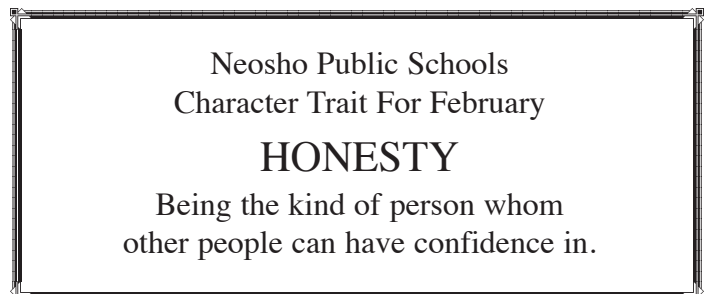 Neosho Public Schools
Character Trait For February
HONESTY
Being the kind of person whom
other people can have confidence in.